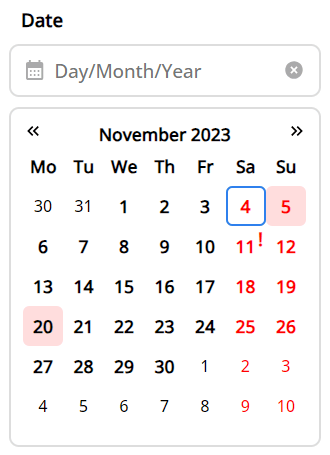 Date
Day/Month/Year
« November 2023 »
Mo Tu We Th Fr Sa Su
30 31 1 2 3 4 5
6 7 8 9 10 11! 12
13 14 15 16 17 18 19
20 21 22 23 24 25 26
27 28 29 30 1 2 3
4 5 6 7 8 9 10